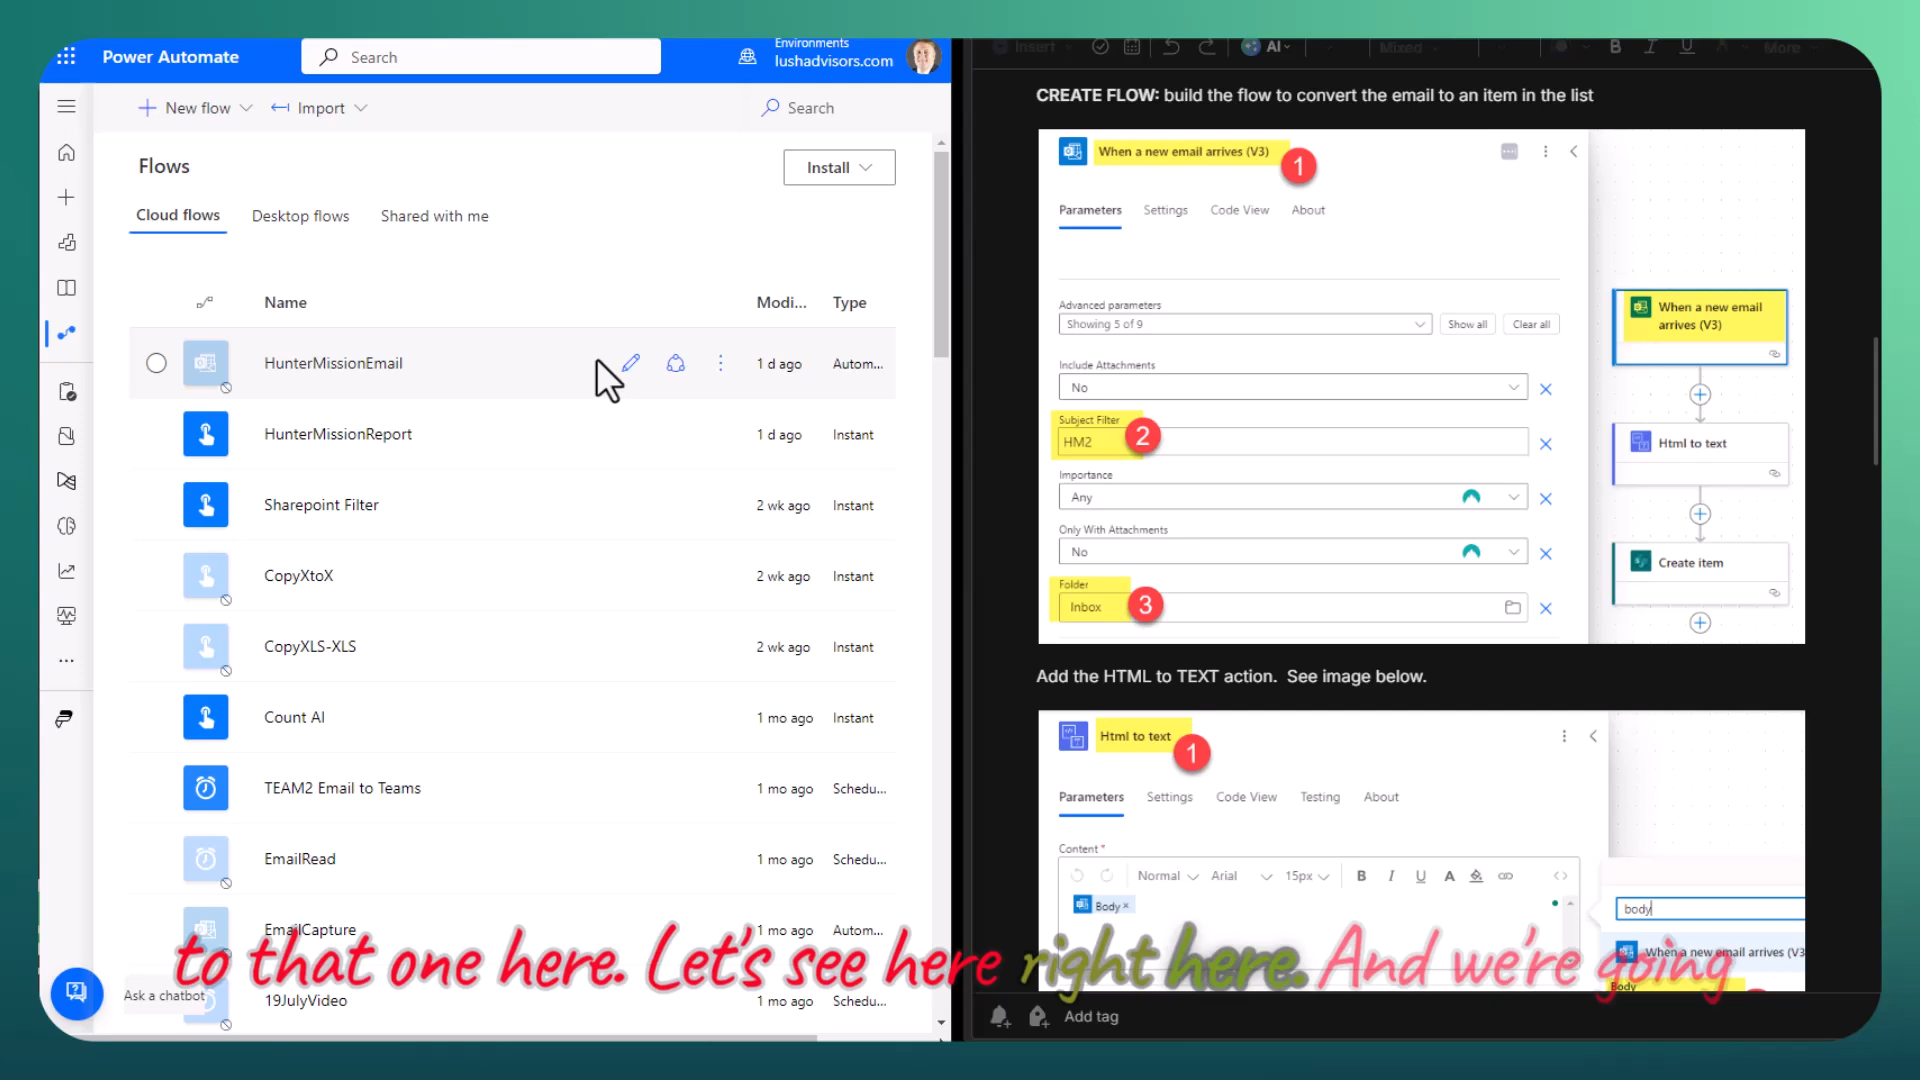 Power Automate
Search
Environments
lushadvisors.com
New flow
Import
Search
Flows
Install
Cloud flows
Desktop flows
Shared with me
Name
Modi...
Type
HunterMissionEmail
1 d ago
Autom...
HunterMissionReport
1 d ago
Instant
Sharepoint Filter
2 wk ago
Instant
CopyXtoX
2 wk ago
Instant
CopyXLS-XLS
2 wk ago
Instant
Count AI
1 mo ago
Instant
TEAM2 Email to Teams
1 mo ago
Schedu...
EmailRead
1 mo ago
Schedu...
EmailCapture
1 mo ago
Autom...
19JulyVideo
1 mo ago
Schedu...
Ask a chatbot
Insert
AI
Mixed
B I U A
More
CREATE FLOW: build the flow to convert the email to an item in the list
When a new email arrives (V3)
1
Parameters
Settings
Code View
About
Advanced parameters
Showing 5 of 9
Show all
Clear all
Include Attachments
No
Subject Filter
HM2
2
Importance
Any
Only With Attachments
No
Folder
Inbox
3
When a new email
arrives (V3)
Html to text
Create item
Add the HTML to TEXT action. See image below.
Html to text
1
Parameters
Settings
Code View
Testing
About
Content *
Normal
Arial
15px
B I U A
Body ×
body
When a new email arrives (V3
Body
Add tag
to that one here. Let's see here right here. And we're going